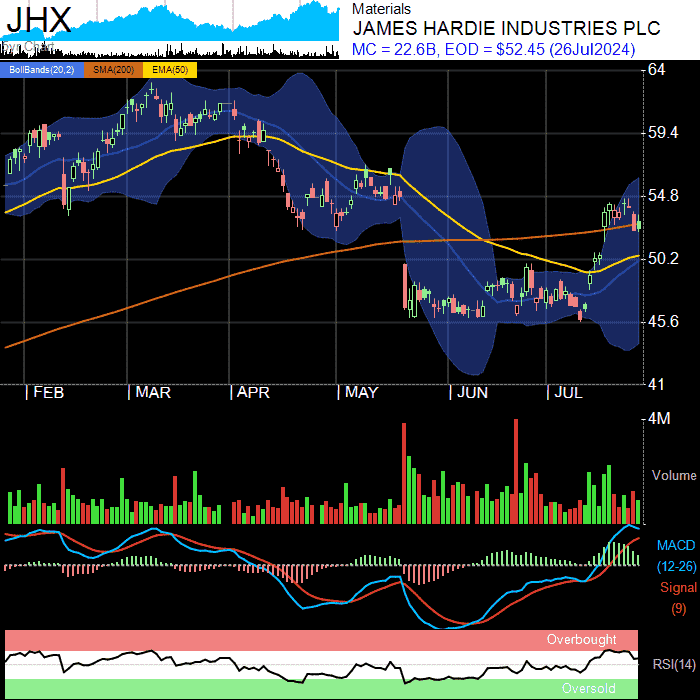 JHX
Materials
JAMES HARDIE INDUSTRIES PLC
MC = 22.6B, EOD = $52.45 (26Jul2024)
BollBands(20,2) SMA(200) EMA(50)
64
59.4
54.8
50.2
45.6
41
FEB MAR APR MAY JUN JUL
4M
Volume
MACD
(12-26)
Signal
(9)
Overbought
RSI(14)
Oversold